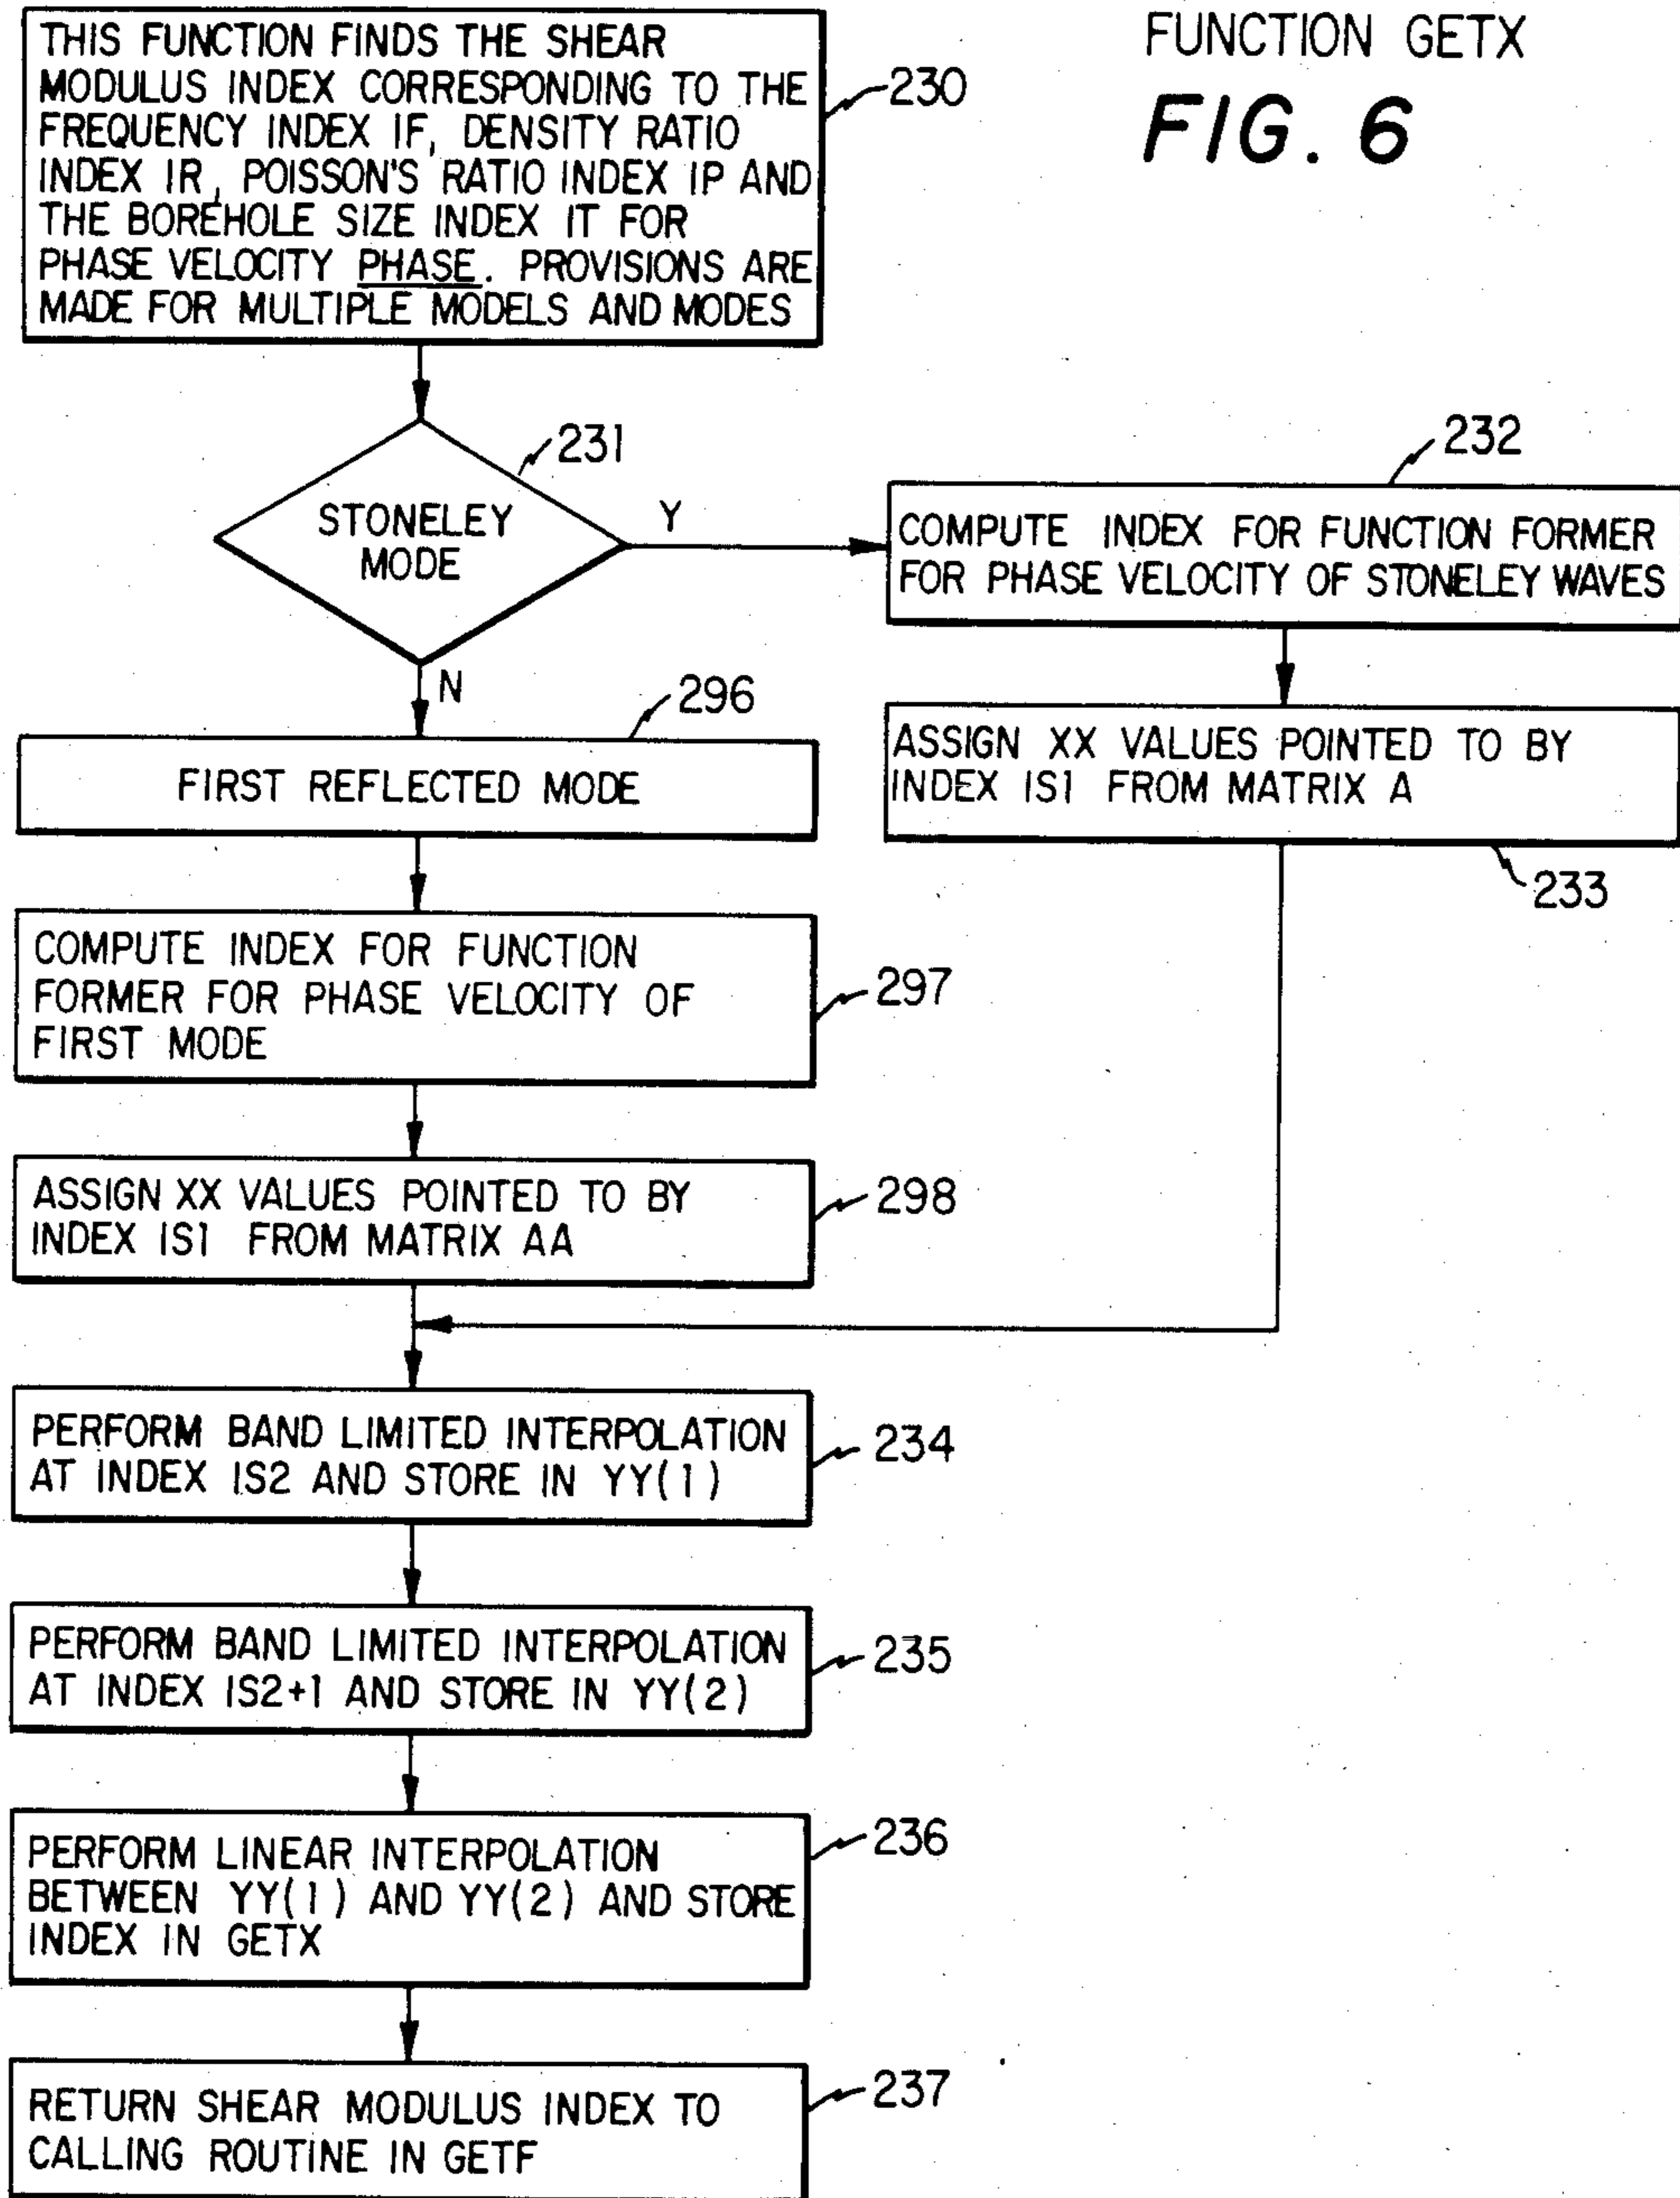 FUNCTION GETX
FIG. 6
THIS FUNCTION FINDS THE SHEAR
MODULUS INDEX CORRESPONDING TO THE
FREQUENCY INDEX IF, DENSITY RATIO
INDEX IR, POISSON'S RATIO INDEX IP AND
THE BOREHOLE SIZE INDEX IT FOR
PHASE VELOCITY PHASE. PROVISIONS ARE
MADE FOR MULTIPLE MODELS AND MODES
230
231
STONELEY
MODE
Y
N
232
COMPUTE INDEX FOR FUNCTION FORMER
FOR PHASE VELOCITY OF STONELEY WAVES
ASSIGN XX VALUES POINTED TO BY
INDEX IS1 FROM MATRIX A
233
296
FIRST REFLECTED MODE
COMPUTE INDEX FOR FUNCTION
FORMER FOR PHASE VELOCITY OF
FIRST MODE
297
ASSIGN XX VALUES POINTED TO BY
INDEX IS1 FROM MATRIX AA
298
PERFORM BAND LIMITED INTERPOLATION
AT INDEX IS2 AND STORE IN YY(1)
234
PERFORM BAND LIMITED INTERPOLATION
AT INDEX IS2+1 AND STORE IN YY(2)
235
PERFORM LINEAR INTERPOLATION
BETWEEN YY(1) AND YY(2) AND STORE
INDEX IN GETX
236
RETURN SHEAR MODULUS INDEX TO
CALLING ROUTINE IN GETF
237